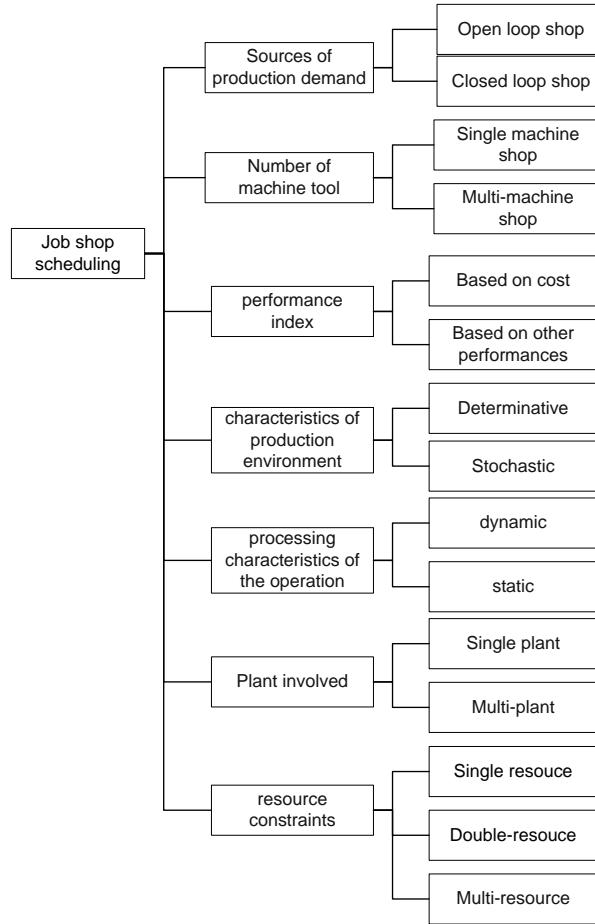 Job shop
scheduling
Sources of
production demand
Open loop shop
Closed loop shop
Number of
machine tool
Single machine
shop
Multi-machine
shop
performance
index
Based on cost
Based on other
performances
characteristics of
production
environment
Determinative
Stochastic
processing
characteristics of
the operation
dynamic
static
Plant involved
Single plant
Multi-plant
resource
constraints
Single resouce
Double-resouce
Multi-resource